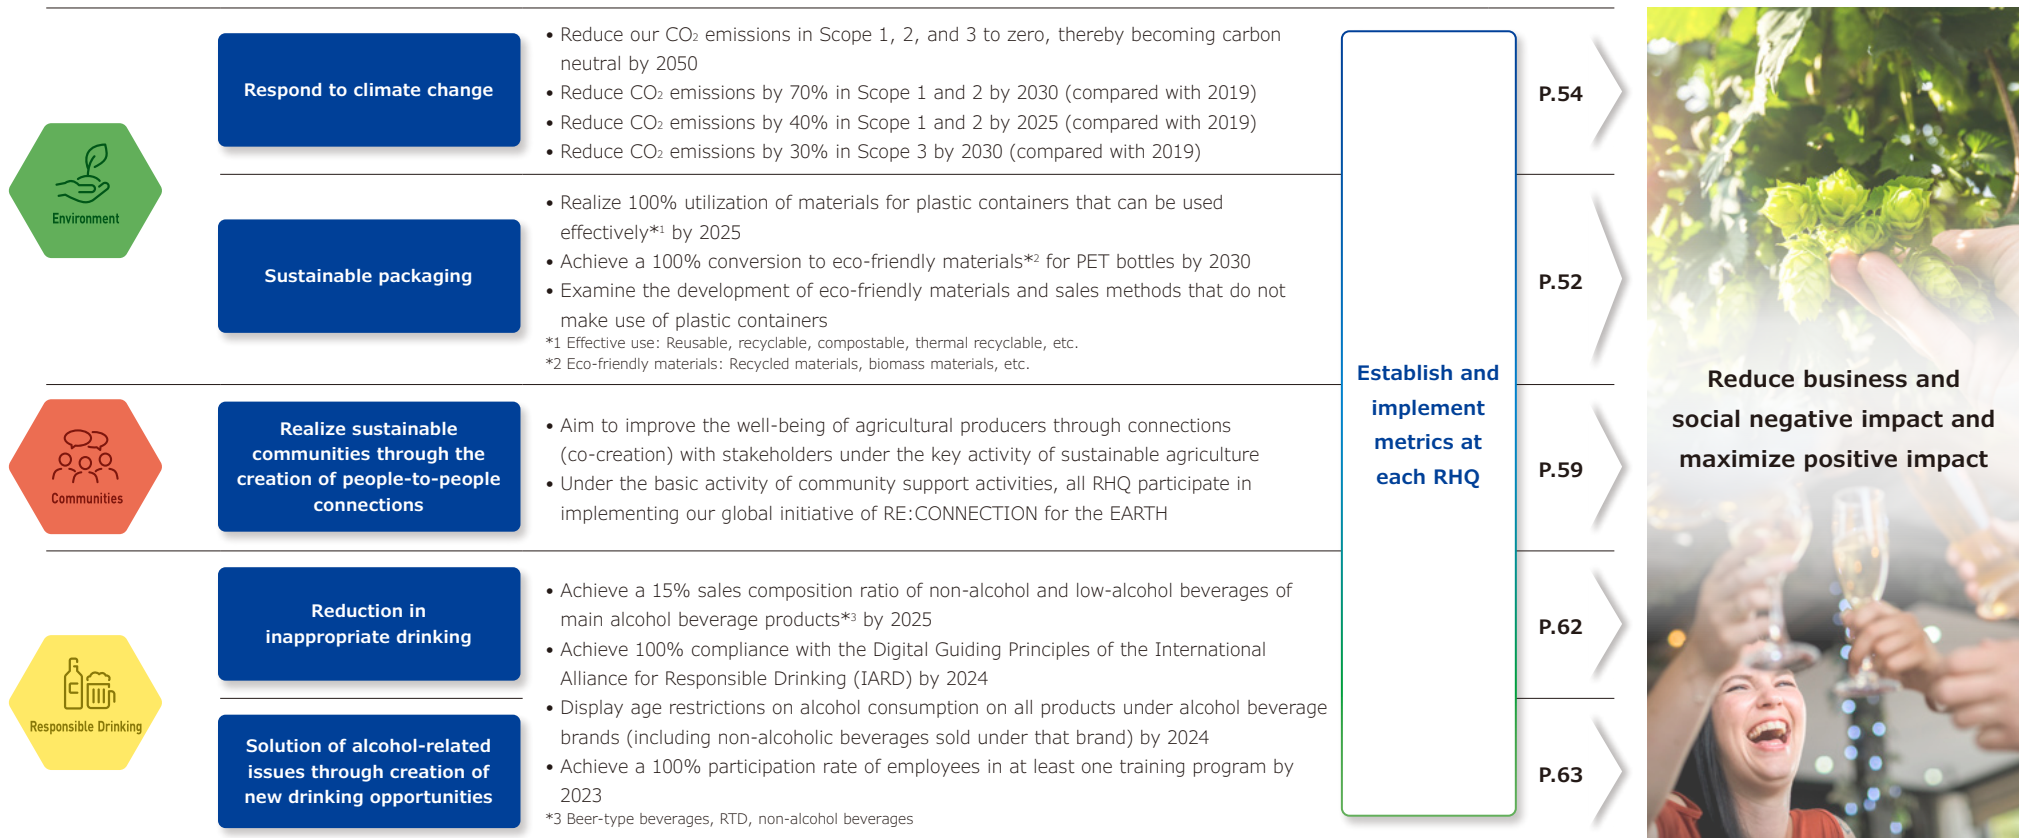 Environment
Respond to climate change
• Reduce our CO2 emissions in Scope 1, 2, and 3 to zero, thereby becoming carbon
neutral by 2050
• Reduce CO2 emissions by 70% in Scope 1 and 2 by 2030 (compared with 2019)
• Reduce CO2 emissions by 40% in Scope 1 and 2 by 2025 (compared with 2019)
• Reduce CO2 emissions by 30% in Scope 3 by 2030 (compared with 2019)
P.54
Sustainable packaging
• Realize 100% utilization of materials for plastic containers that can be used
effectively*1 by 2025
• Achieve a 100% conversion to eco-friendly materials*2 for PET bottles by 2030
• Examine the development of eco-friendly materials and sales methods that do not
make use of plastic containers
*1 Effective use: Reusable, recyclable, compostable, thermal recyclable, etc.
*2 Eco-friendly materials: Recycled materials, biomass materials, etc.
P.52
Communities
Realize sustainable
communities through the
creation of people-to-people
connections
• Aim to improve the well-being of agricultural producers through connections
(co-creation) with stakeholders under the key activity of sustainable agriculture
• Under the basic activity of community support activities, all RHQ participate in
implementing our global initiative of RE:CONNECTION for the EARTH
P.59
Responsible Drinking
Reduction in
inappropriate drinking
Solution of alcohol-related
issues through creation of
new drinking opportunities
• Achieve a 15% sales composition ratio of non-alcohol and low-alcohol beverages of
main alcohol beverage products*3 by 2025
• Achieve 100% compliance with the Digital Guiding Principles of the International
Alliance for Responsible Drinking (IARD) by 2024
• Display age restrictions on alcohol consumption on all products under alcohol beverage
brands (including non-alcoholic beverages sold under that brand) by 2024
• Achieve a 100% participation rate of employees in at least one training program by
2023
*3 Beer-type beverages, RTD, non-alcohol beverages
P.62
P.63
Establish and
implement
metrics at
each RHQ
Reduce business and
social negative impact and
maximize positive impact